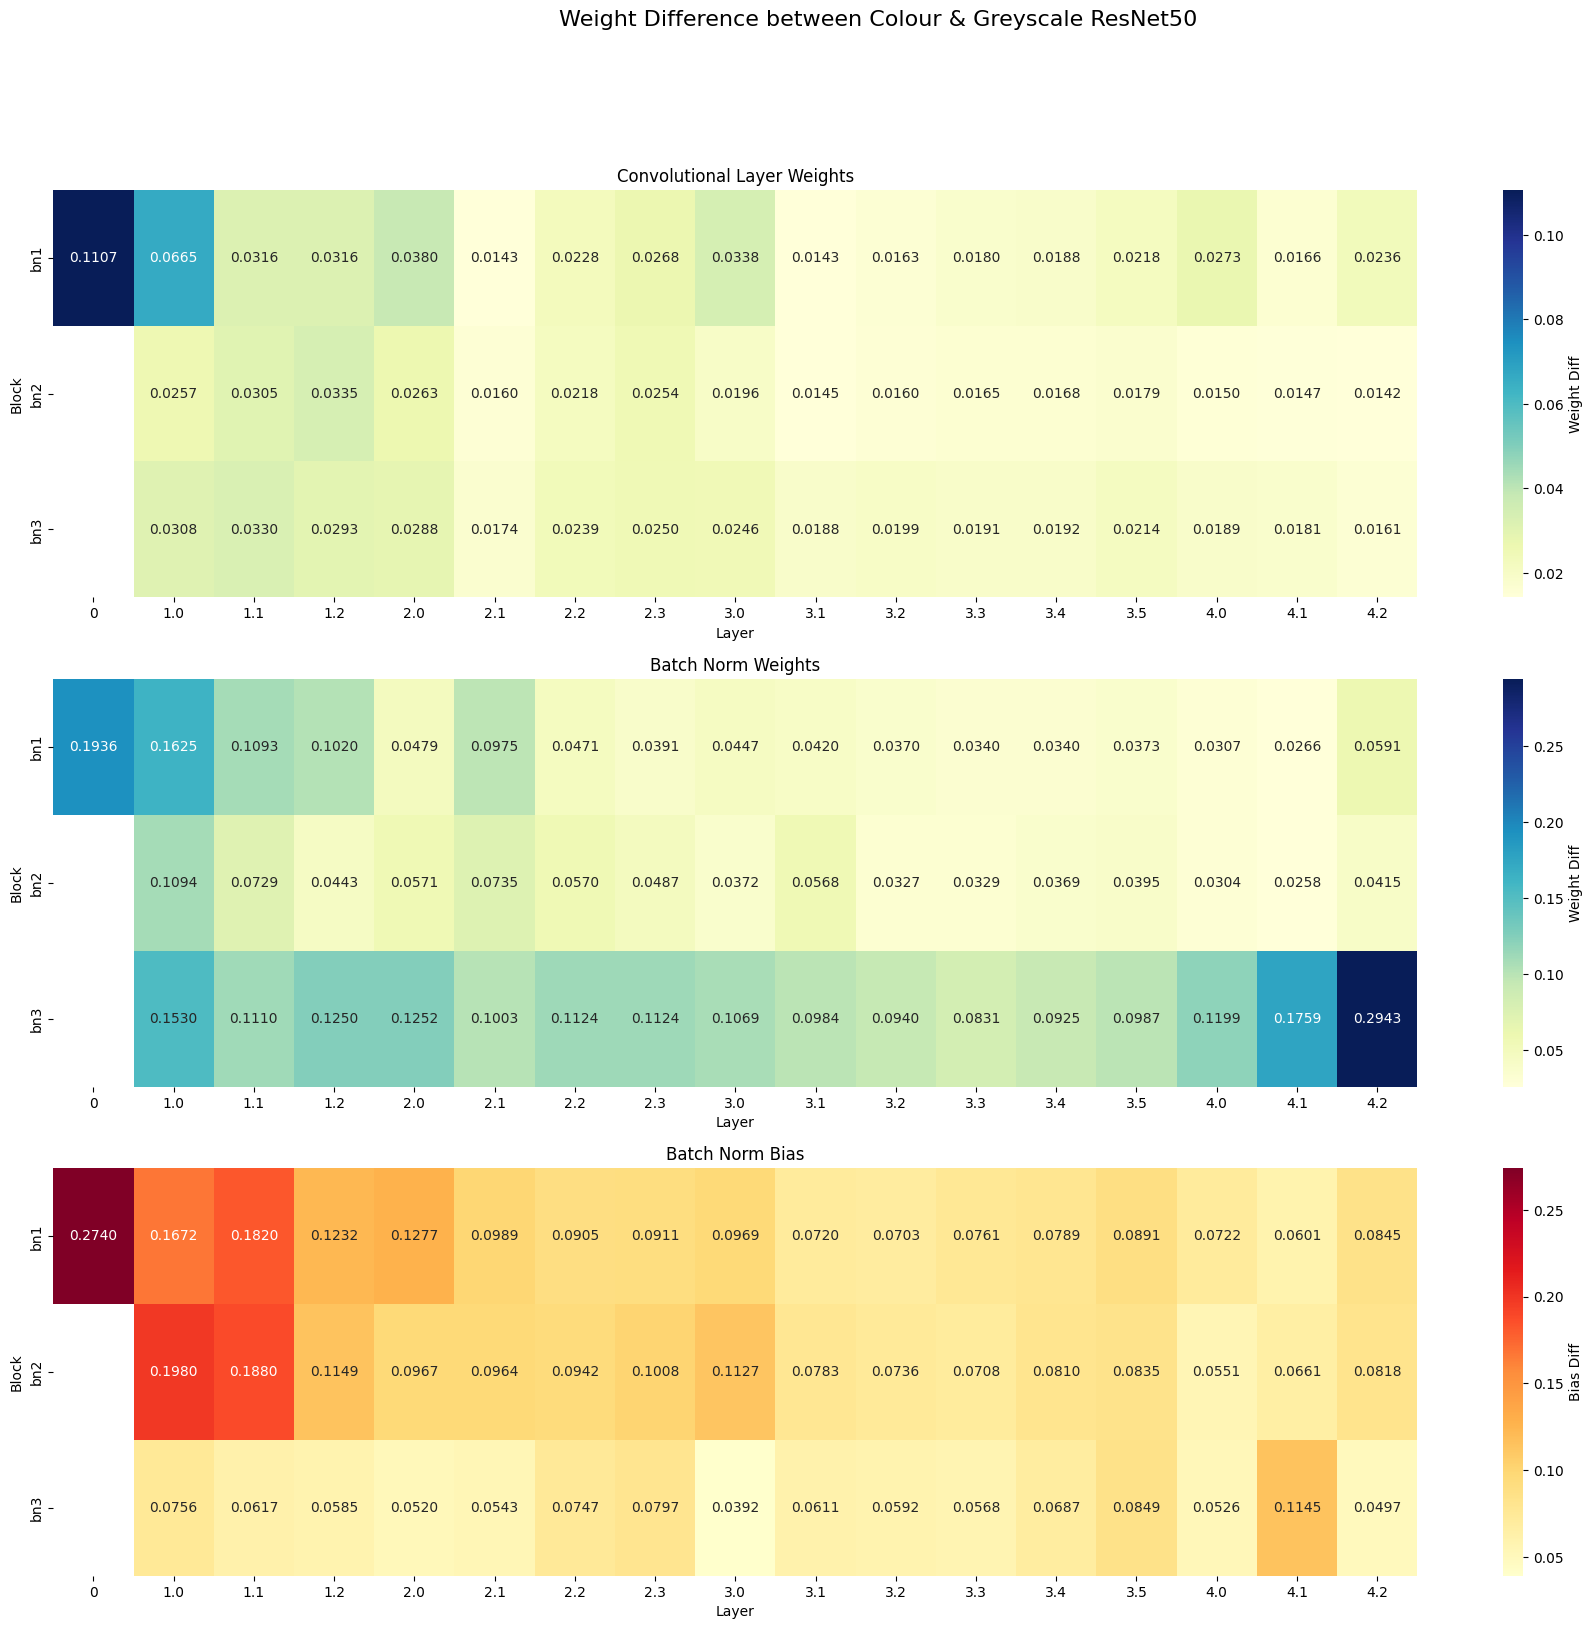 Weight Difference between Colour & Greyscale ResNet50
Convolutional Layer Weights
bn1 0.1107 0.0665 0.0316 0.0316 0.0380 0.0143 0.0228 0.0268 0.0338 0.0143 0.0163 0.0180 0.0188 0.0218 0.0273 0.0166 0.0236
bn2 0.0257 0.0305 0.0335 0.0263 0.0160 0.0218 0.0254 0.0196 0.0145 0.0160 0.0165 0.0168 0.0179 0.0150 0.0147 0.0142
bn3 0.0308 0.0330 0.0293 0.0288 0.0174 0.0239 0.0250 0.0246 0.0188 0.0199 0.0191 0.0192 0.0214 0.0189 0.0181 0.0161
Block
0 1.0 1.1 1.2 2.0 2.1 2.2 2.3 3.0 3.1 3.2 3.3 3.4 3.5 4.0 4.1 4.2
Layer
0.10
0.08
0.06
0.04
0.02
Weight Diff
Batch Norm Weights
bn1 0.1936 0.1625 0.1093 0.1020 0.0479 0.0975 0.0471 0.0391 0.0447 0.0420 0.0370 0.0340 0.0340 0.0373 0.0307 0.0266 0.0591
bn2 0.1094 0.0729 0.0443 0.0571 0.0735 0.0570 0.0487 0.0372 0.0568 0.0327 0.0329 0.0369 0.0395 0.0304 0.0258 0.0415
bn3 0.1530 0.1110 0.1250 0.1252 0.1003 0.1124 0.1124 0.1069 0.0984 0.0940 0.0831 0.0925 0.0987 0.1199 0.1759 0.2943
Block
0 1.0 1.1 1.2 2.0 2.1 2.2 2.3 3.0 3.1 3.2 3.3 3.4 3.5 4.0 4.1 4.2
Layer
0.25
0.20
0.15
0.10
0.05
Weight Diff
Batch Norm Bias
bn1 0.2740 0.1672 0.1820 0.1232 0.1277 0.0989 0.0905 0.0911 0.0969 0.0720 0.0703 0.0761 0.0789 0.0891 0.0722 0.0601 0.0845
bn2 0.1980 0.1880 0.1149 0.0967 0.0964 0.0942 0.1008 0.1127 0.0783 0.0736 0.0708 0.0810 0.0835 0.0551 0.0661 0.0818
bn3 0.0756 0.0617 0.0585 0.0520 0.0543 0.0747 0.0797 0.0392 0.0611 0.0592 0.0568 0.0687 0.0849 0.0526 0.1145 0.0497
Block
0 1.0 1.1 1.2 2.0 2.1 2.2 2.3 3.0 3.1 3.2 3.3 3.4 3.5 4.0 4.1 4.2
Layer
0.25
0.20
0.15
0.10
0.05
Bias Diff